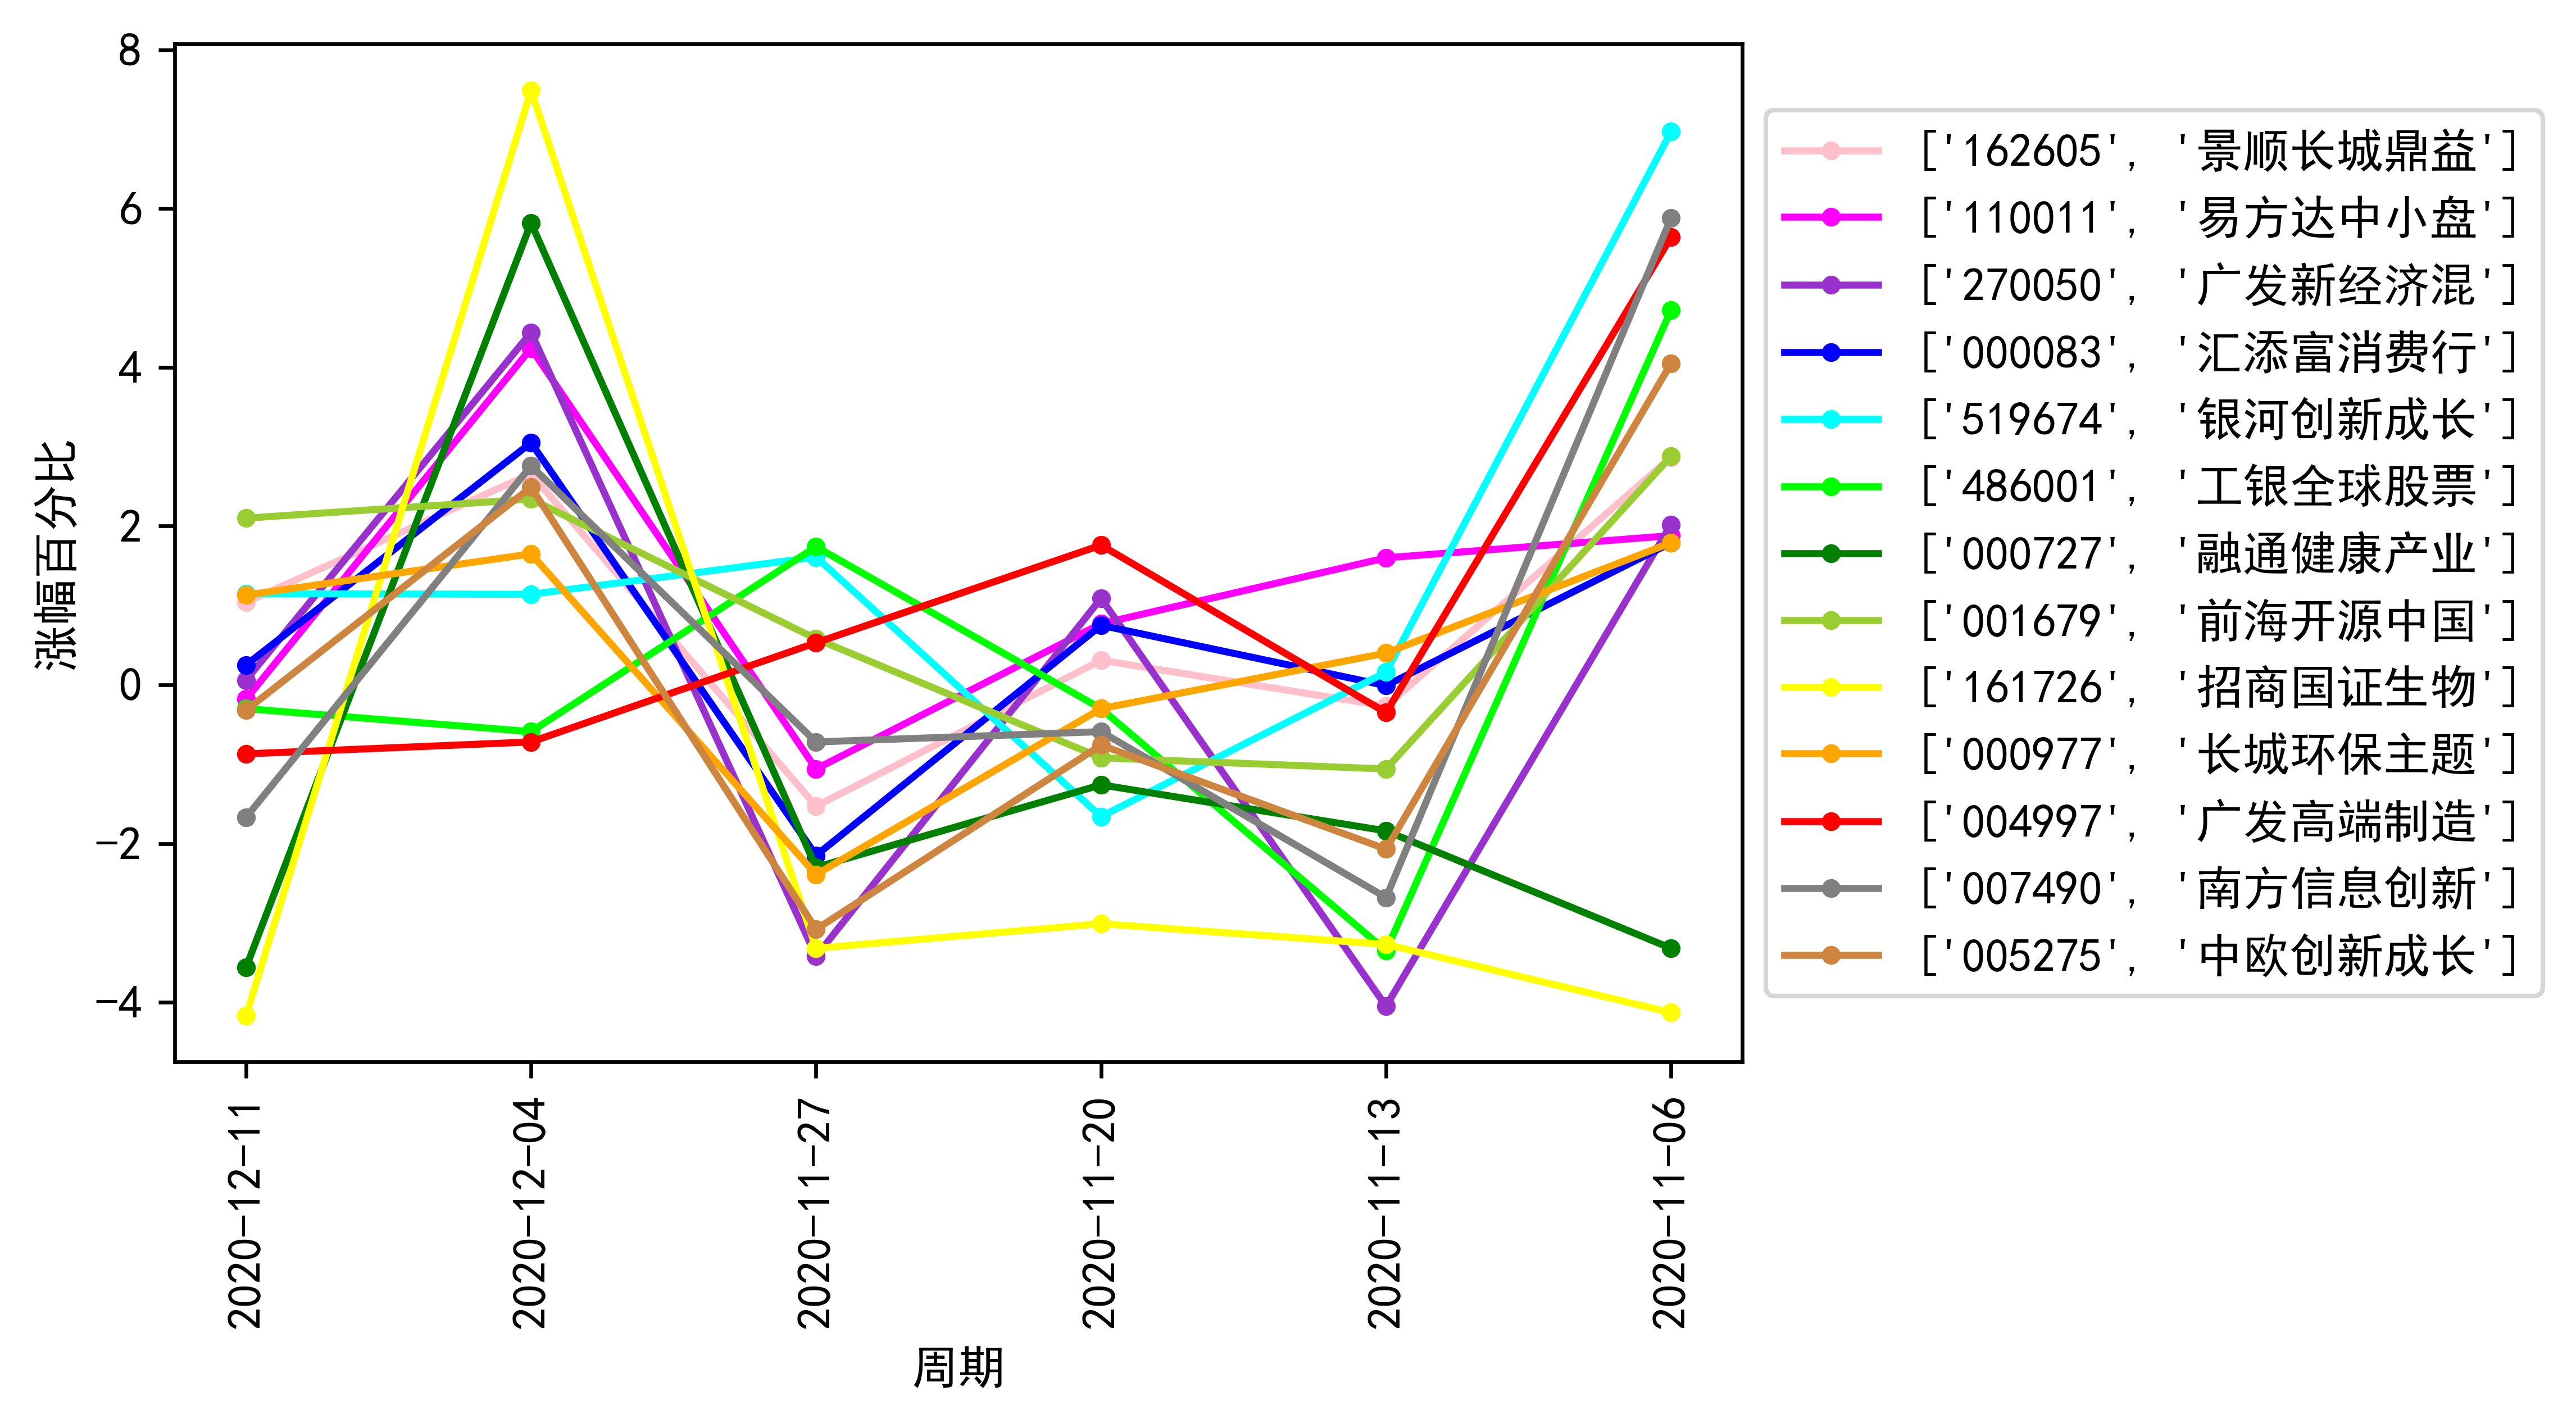 8
6
4
2
0
−2
−4
涨幅百分比
2020-12-11
2020-12-04
2020-11-27
2020-11-20
2020-11-13
2020-11-06
周期
['162605', '景顺长城鼎益']
['110011', '易方达中小盘']
['270050', '广发新经济混']
['000083', '汇添富消费行']
['519674', '银河创新成长']
['486001', '工银全球股票']
['000727', '融通健康产业']
['001679', '前海开源中国']
['161726', '招商国证生物']
['000977', '长城环保主题']
['004997', '广发高端制造']
['007490', '南方信息创新']
['005275', '中欧创新成长']